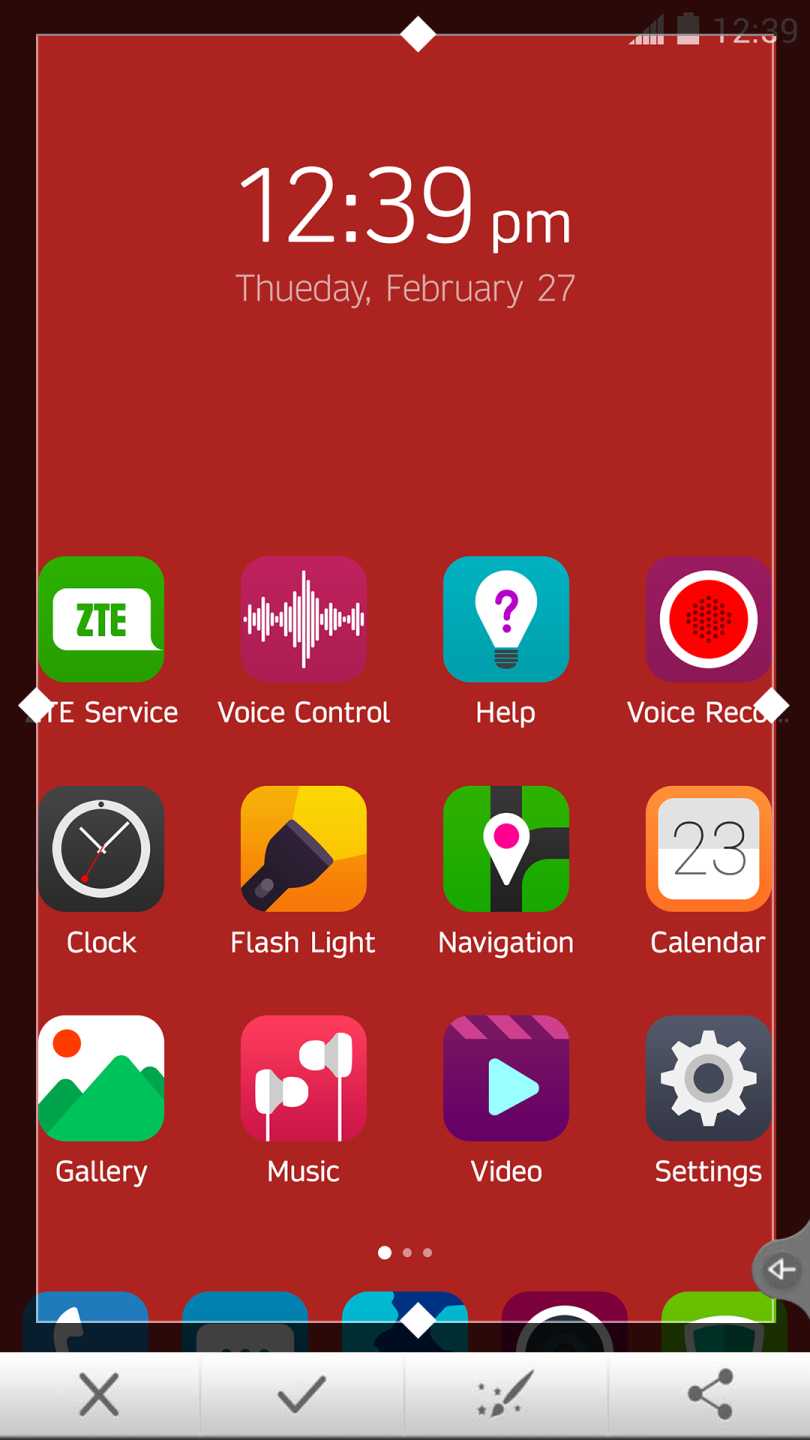 12:39
12:39 pm
Thueday, February 27
ZTE
ZTE Service
Voice Control
Help
Voice Reco...
Clock
Flash Light
Navigation
23
Calendar
Gallery
Music
Video
Settings